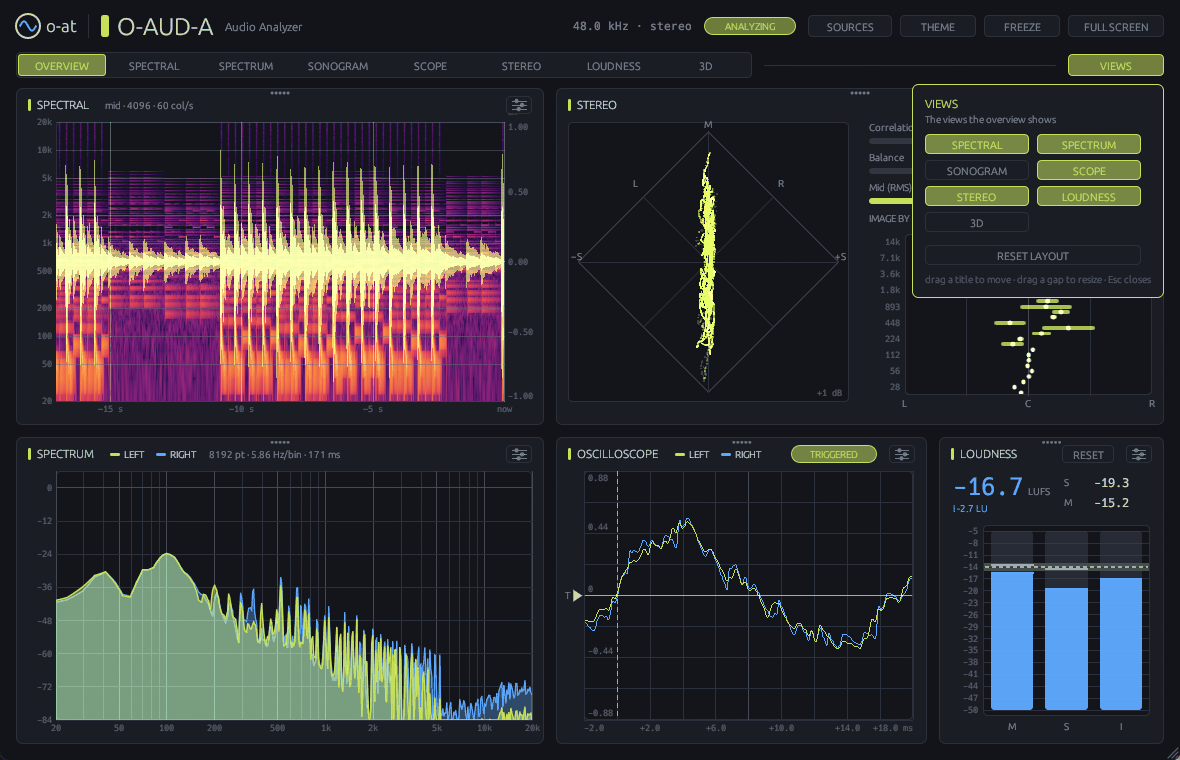 o-at O-AUD-A Audio Analyzer 48.0 kHz · stereo ANALYZING SOURCES THEME FREEZE FULL SCREEN
OVERVIEW SPECTRAL SPECTRUM SONOGRAM SCOPE STEREO LOUDNESS 3D VIEWS
SPECTRAL mid · 4096 · 60 col/s
20k
10k
5k
2k
1k
500
200
100
50
20
1.00
0.50
0.00
-0.50
-1.00
-15 s -10 s -5 s now
STEREO
M
L R
-S +S
+1 dB
Correlatio
Balance
Mid (RMS)
IMAGE BY
14k
7.1k
3.6k
1.8k
893
448
224
112
56
28
L C R
VIEWS
The views the overview shows
SPECTRAL SPECTRUM
SONOGRAM SCOPE
STEREO LOUDNESS
3D
RESET LAYOUT
drag a title to move · drag a gap to resize · Esc closes
SPECTRUM LEFT RIGHT 8192 pt · 5.86 Hz/bin · 171 ms
0
-12
-24
-36
-48
-60
-72
-84
20 50 100 200 500 1k 2k 5k 10k 20k
OSCILLOSCOPE LEFT RIGHT TRIGGERED
0.88
0.44
0
-0.44
-0.88
T
-2.0 +2.0 +6.0 +10.0 +14.0 +18.0 ms
LOUDNESS RESET
-16.7 LUFS
I -2.7 LU
S -19.3
M -15.2
-5
-8
-11
-14
-17
-20
-23
-26
-29
-32
-35
-38
-41
-44
-47
-50
M S I